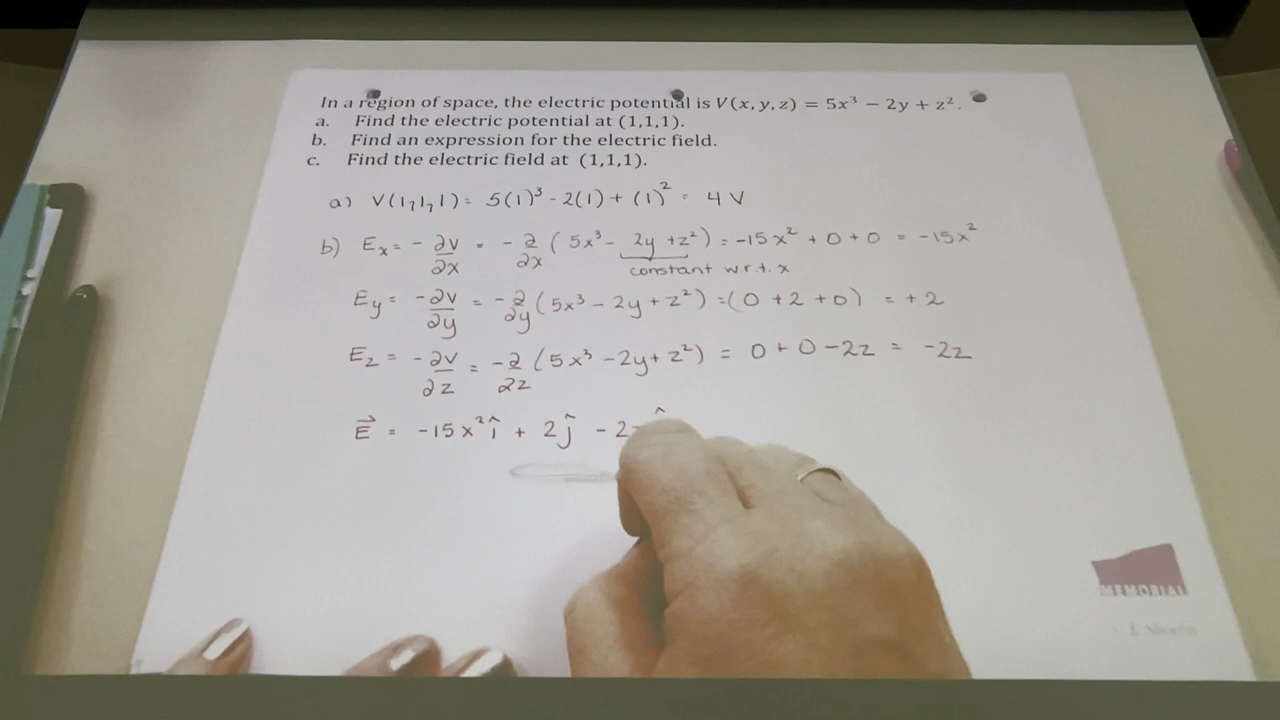 In a region of space, the electric potential is V(x, y, z) = 5x³ − 2y + z².
a. Find the electric potential at (1,1,1).
b. Find an expression for the electric field.
c. Find the electric field at (1,1,1).
a) V(1,1,1) = 5(1)³ - 2(1) + (1)² = 4 V
b) Ex = - ∂V/∂x = - ∂/∂x (5x³ - 2y + z²) = -15x² + 0 + 0 = -15x²
constant w.r.t. x
Ey = -∂V/∂y = -∂/∂y (5x³ - 2y + z²) = (0 + 2 + 0) = +2
Ez = -∂V/∂z = -∂/∂z (5x³ - 2y + z²) = 0 + 0 - 2z = -2z
E⃗ = -15x² î + 2 ĵ - 2
MEMORIAL